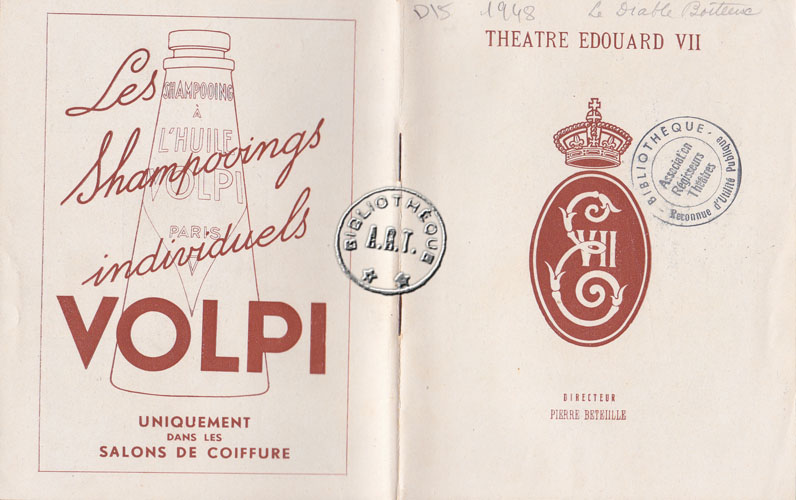 Les
Shampooings
individuels
SHAMPOOING
À
L'HUILE
VOLPI
PARIS
VOLPI
UNIQUEMENT
DANS LES
SALONS DE COIFFURE
BIBLIOTHÈQUE
A.R.T.
D15 1948 Le Diable Boiteux
THEATRE EDOUARD VII
E VII
BIBLIOTHEQUE
Association
Régisseurs
Théâtres
Reconnue d'Utilité Publique
DIRECTEUR
PIERRE BETEILLE